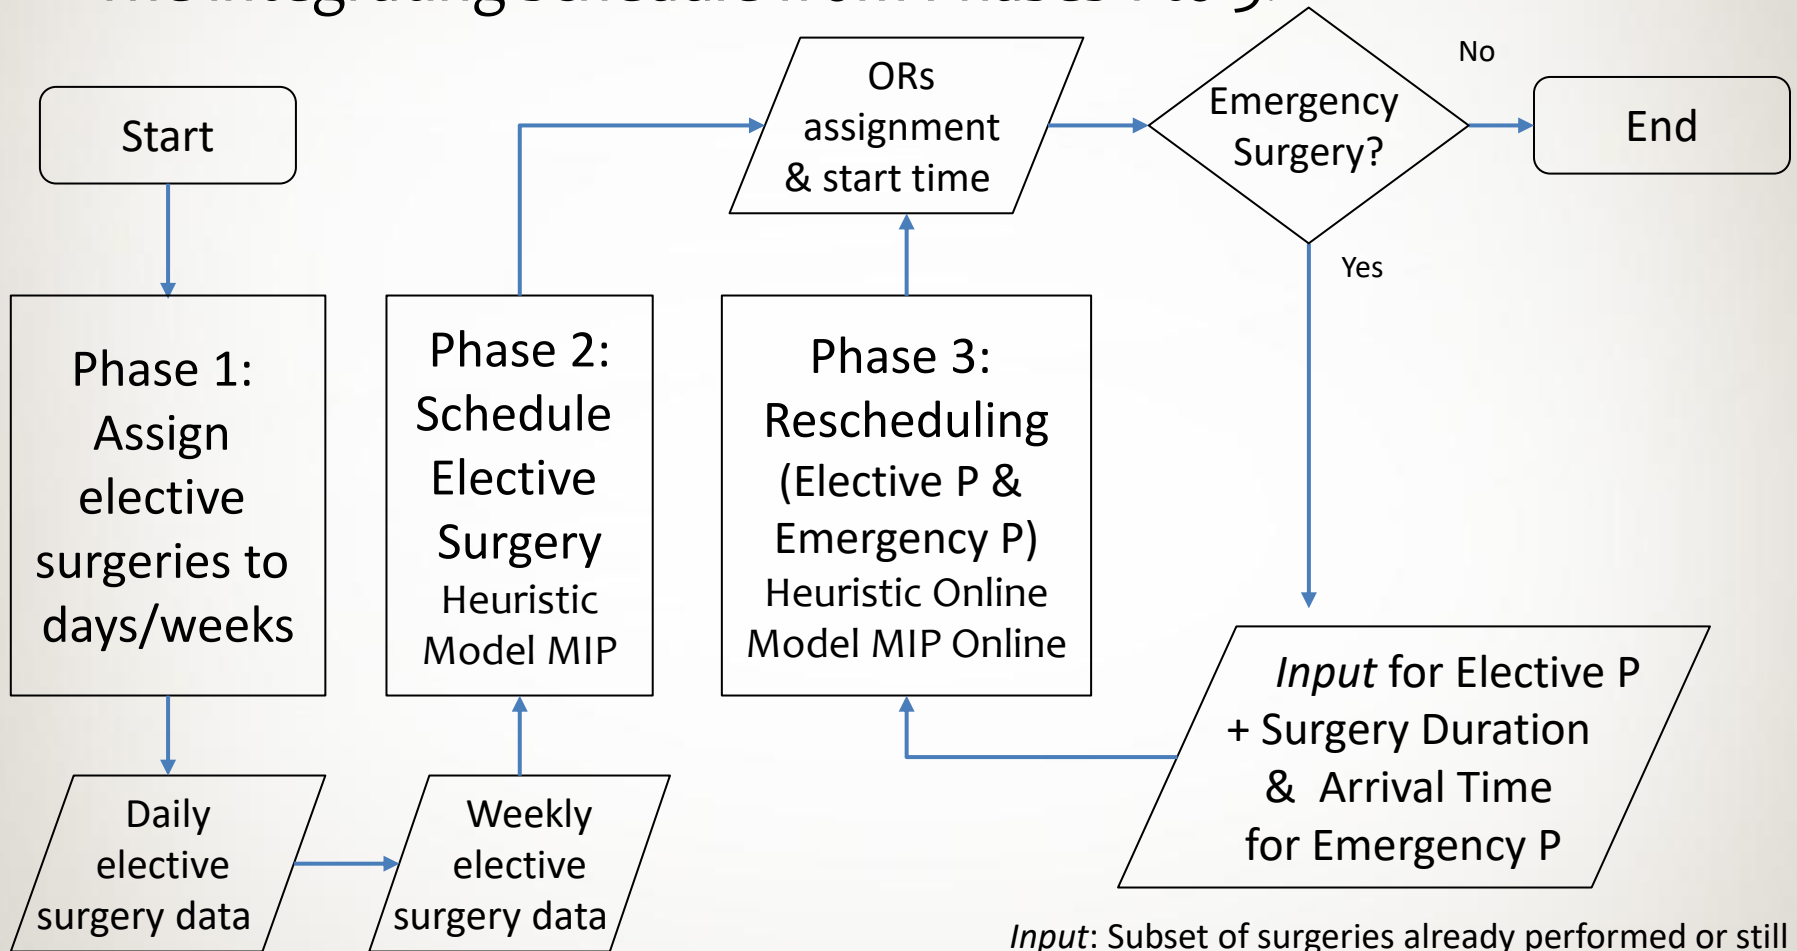 Start
Phase 1:
Assign
elective
surgeries to
days/weeks
Daily
elective
surgery data
Weekly
elective
surgery data
Phase 2:
Schedule
Elective
Surgery
Heuristic
Model MIP
ORs
assignment
& start time
Emergency
Surgery?
No
End
Yes
Input for Elective P
+ Surgery Duration
& Arrival Time
for Emergency P
Phase 3:
Rescheduling
(Elective P &
Emergency P)
Heuristic Online
Model MIP Online
Input: Subset of surgeries already performed or still